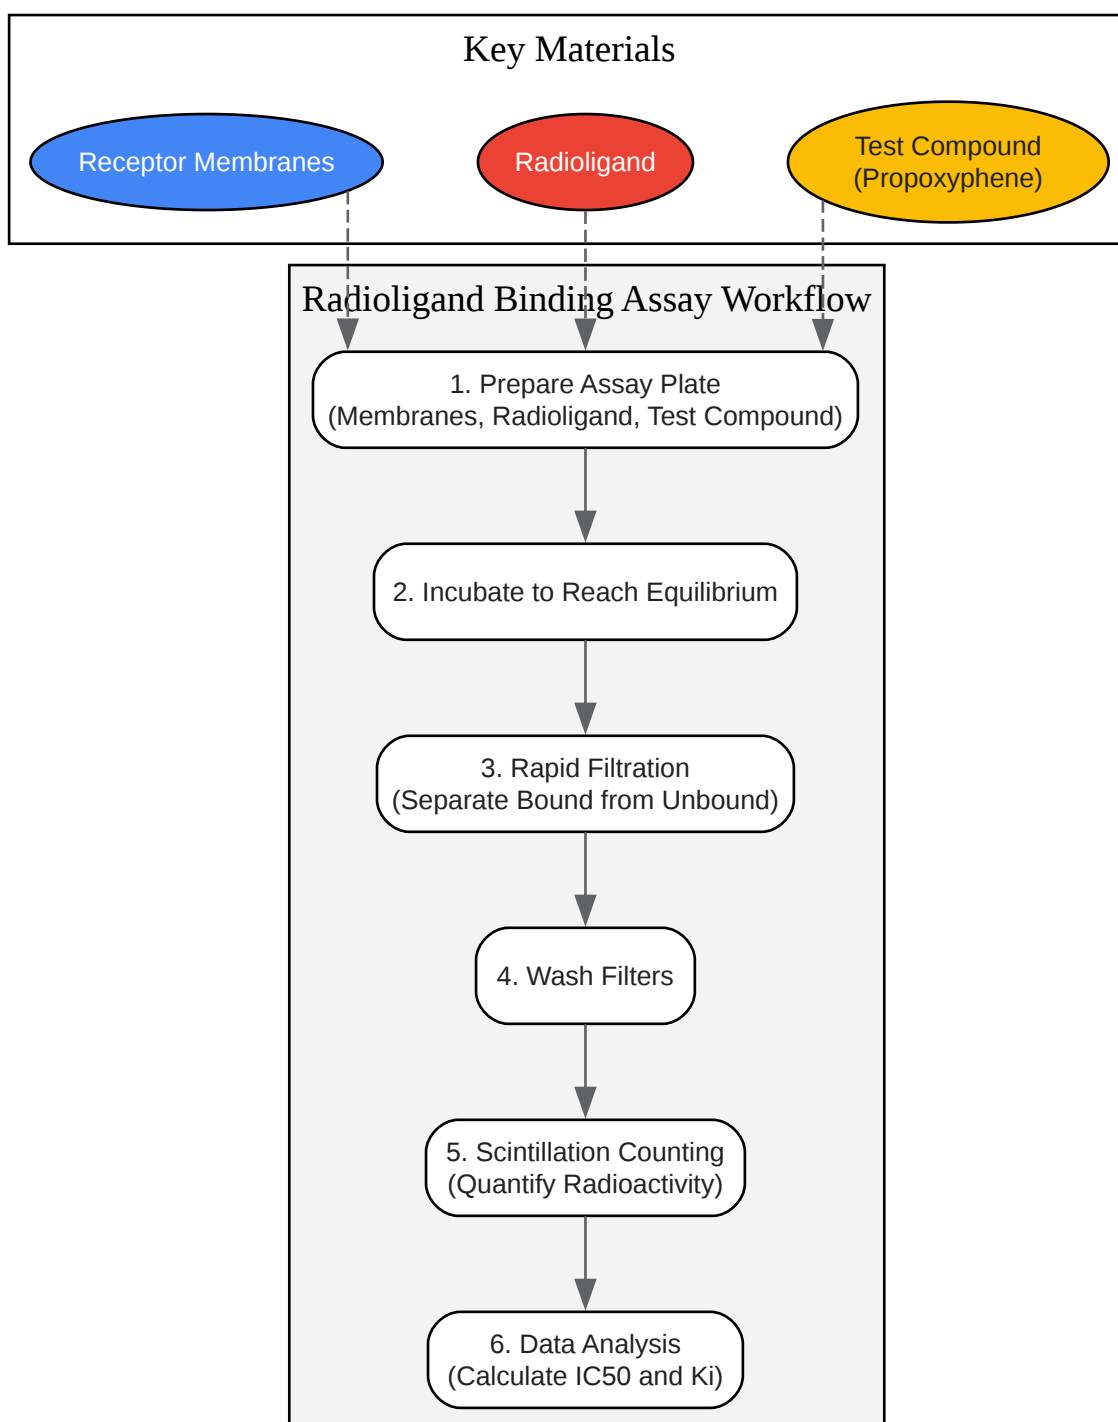 Key Materials
Receptor Membranes
Radioligand
Test Compound
(Propoxyphene)
Radioligand Binding Assay Workflow
1. Prepare Assay Plate
(Membranes, Radioligand, Test Compound)
2. Incubate to Reach Equilibrium
3. Rapid Filtration
(Separate Bound from Unbound)
4. Wash Filters
5. Scintillation Counting
(Quantify Radioactivity)
6. Data Analysis
(Calculate IC50 and Ki)